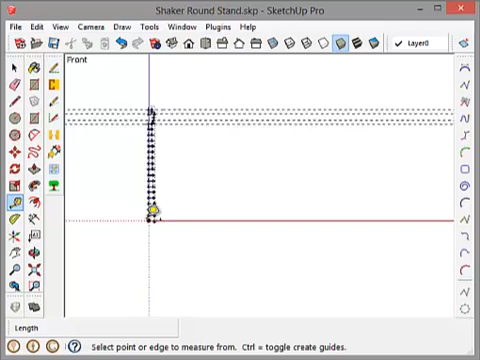 Shaker Round Stand.skp - SketchUp Pro
File Edit View Camera Draw Tools Window Plugins Help
Layer0
Front
Length
Select point or edge to measure from. Ctrl = toggle create guides.